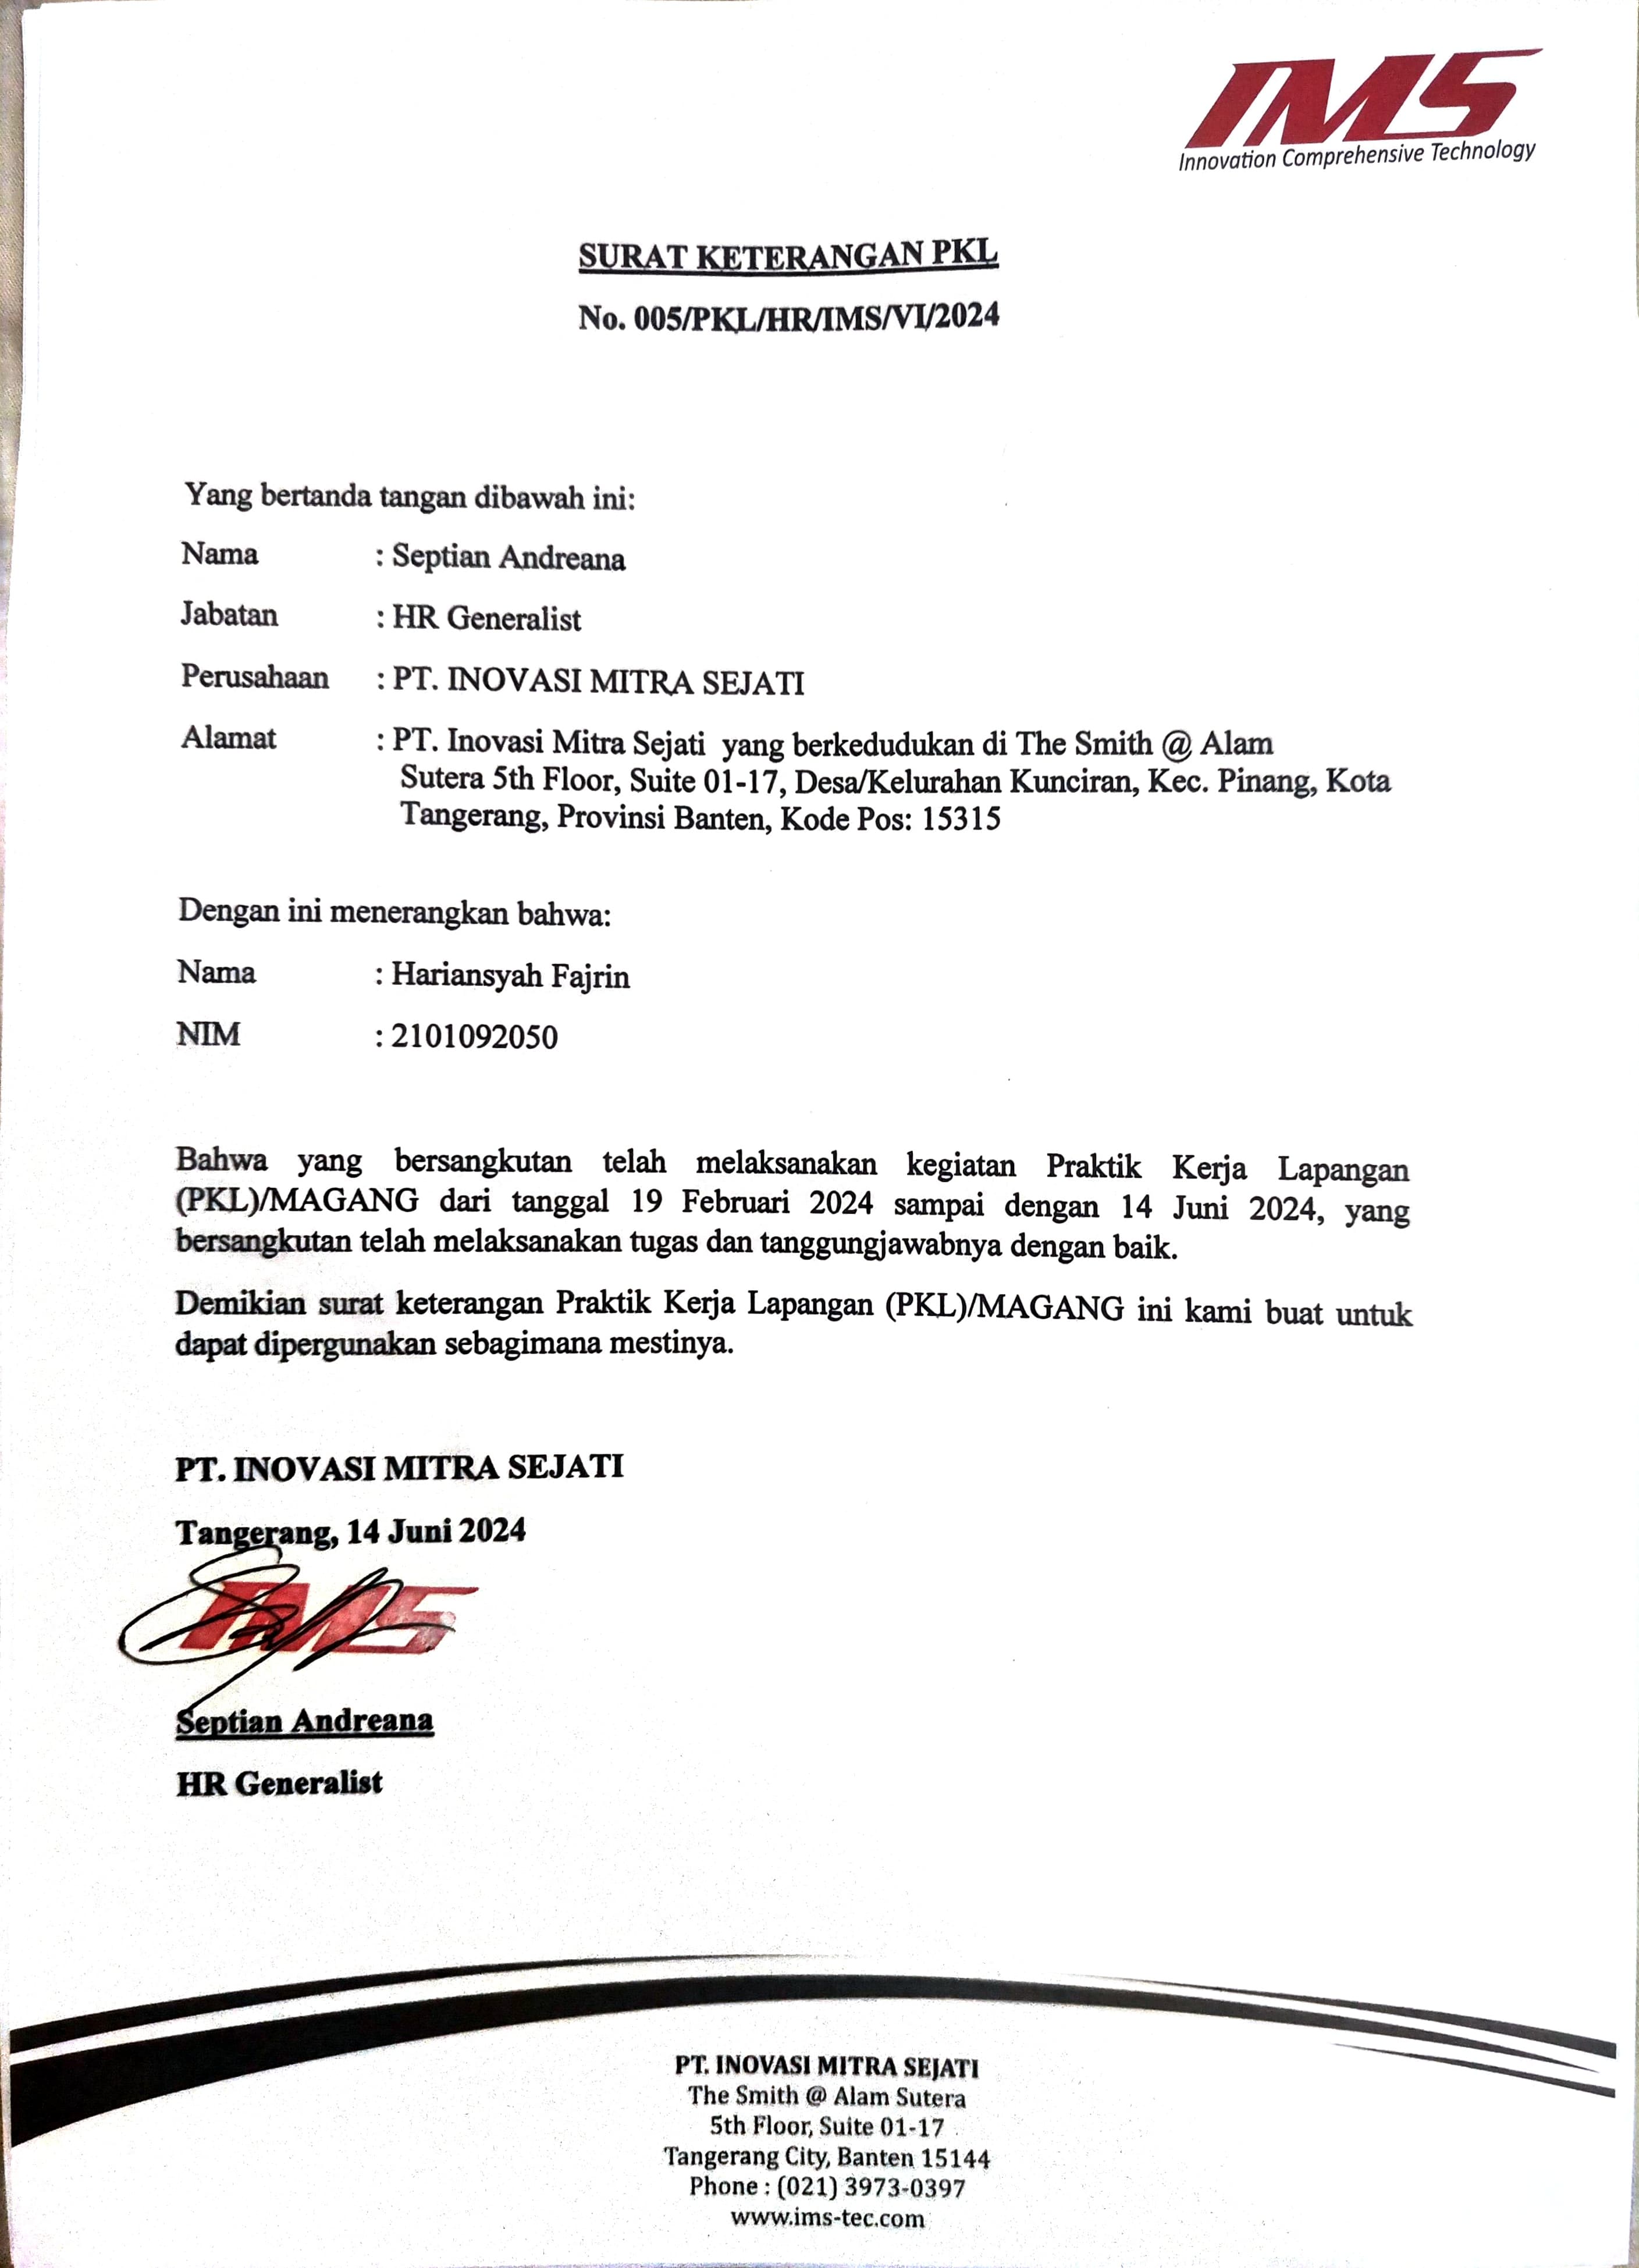 IMS
Innovation Comprehensive Technology
SURAT KETERANGAN PKL
No. 005/PKL/HR/IMS/VI/2024
Yang bertanda tangan dibawah ini:
Nama : Septian Andreana
Jabatan : HR Generalist
Perusahaan : PT. INOVASI MITRA SEJATI
Alamat : PT. Inovasi Mitra Sejati yang berkedudukan di The Smith @ Alam
Sutera 5th Floor, Suite 01-17, Desa/Kelurahan Kunciran, Kec. Pinang, Kota
Tangerang, Provinsi Banten, Kode Pos: 15315
Dengan ini menerangkan bahwa:
Nama : Hariansyah Fajrin
NIM : 2101092050
Bahwa yang bersangkutan telah melaksanakan kegiatan Praktik Kerja Lapangan
(PKL)/MAGANG dari tanggal 19 Februari 2024 sampai dengan 14 Juni 2024, yang
bersangkutan telah melaksanakan tugas dan tanggungjawabnya dengan baik.
Demikian surat keterangan Praktik Kerja Lapangan (PKL)/MAGANG ini kami buat untuk
dapat dipergunakan sebagimana mestinya.
PT. INOVASI MITRA SEJATI
Tangerang, 14 Juni 2024
IMS
Septian Andreana
HR Generalist
PT. INOVASI MITRA SEJATI
The Smith @ Alam Sutera
5th Floor, Suite 01-17
Tangerang City, Banten 15144
Phone : (021) 3973-0397
www.ims-tec.com